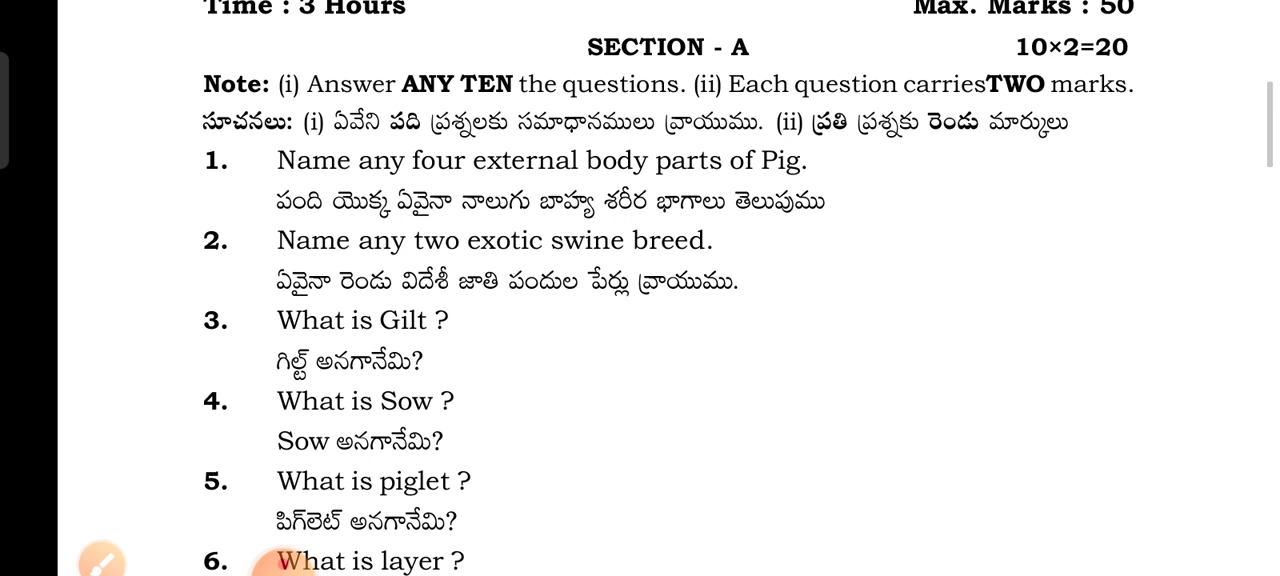 Time : 3 Hours Max. Marks : 50
SECTION - A 10×2=20
Note: (i) Answer ANY TEN the questions. (ii) Each question carriesTWO marks.
సూచనలు: (i) ఏవేని పది ప్రశ్నలకు సమాధానములు వ్రాయుము. (ii) ప్రతి ప్రశ్నకు రెండు మార్కులు
1. Name any four external body parts of Pig.
పంది యొక్క ఏవైనా నాలుగు బాహ్య శరీర భాగాలు తెలుపుము
2. Name any two exotic swine breed.
ఏవైనా రెండు విదేశీ జాతి పందుల పేర్లు వ్రాయుము.
3. What is Gilt ?
గిల్ట్ అనగానేమి?
4. What is Sow ?
Sow అనగానేమి?
5. What is piglet ?
పిగ్‌లెట్ అనగానేమి?
6. What is layer ?